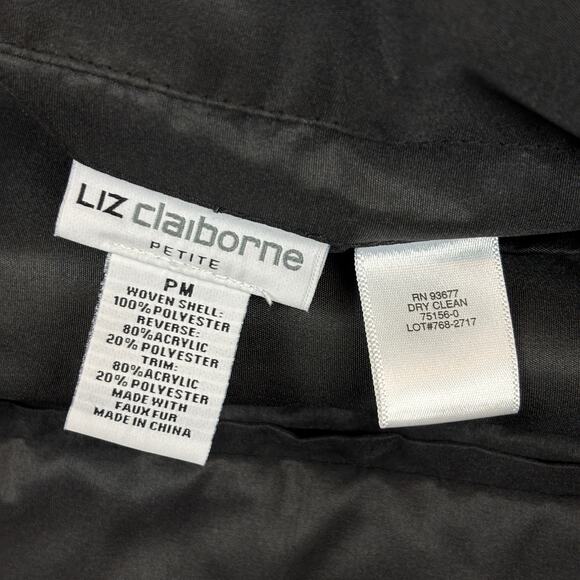 LIZ claiborne
PETITE
PM
WOVEN SHELL:
100% POLYESTER
REVERSE:
80% ACRYLIC
20% POLYESTER
TRIM:
80% ACRYLIC
20% POLYESTER
MADE WITH
FAUX FUR
MADE IN CHINA
RN 93677
DRY CLEAN
75156-0
LOT#768-2717